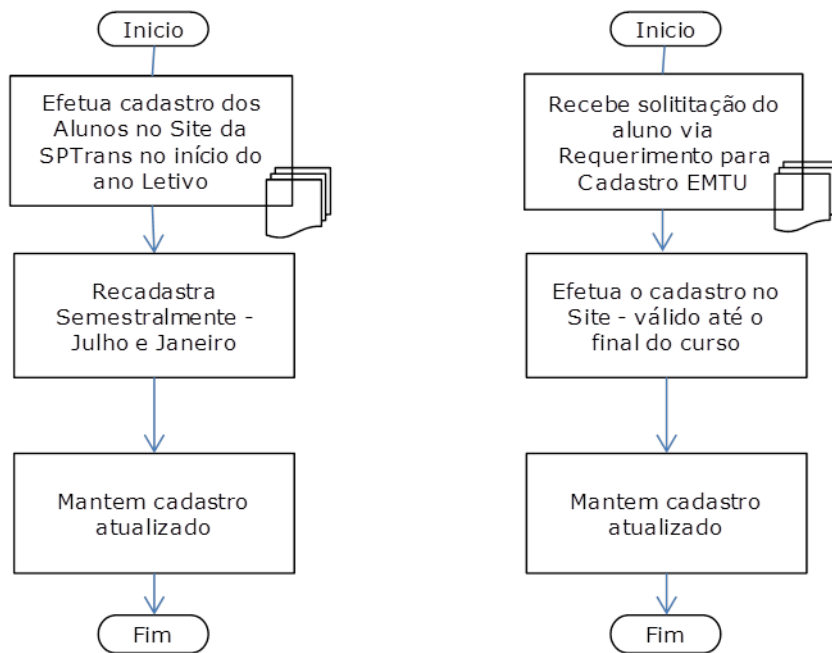 Inicio
Efetua cadastro dos
Alunos no Site da
SPTrans no início do
ano Letivo
Recadastra
Semestralmente -
Julho e Janeiro
Mantem cadastro
atualizado
Fim
Inicio
Recebe solititação do
aluno via
Requerimento para
Cadastro EMTU
Efetua o cadastro no
Site - válido até o
final do curso
Mantem cadastro
atualizado
Fim